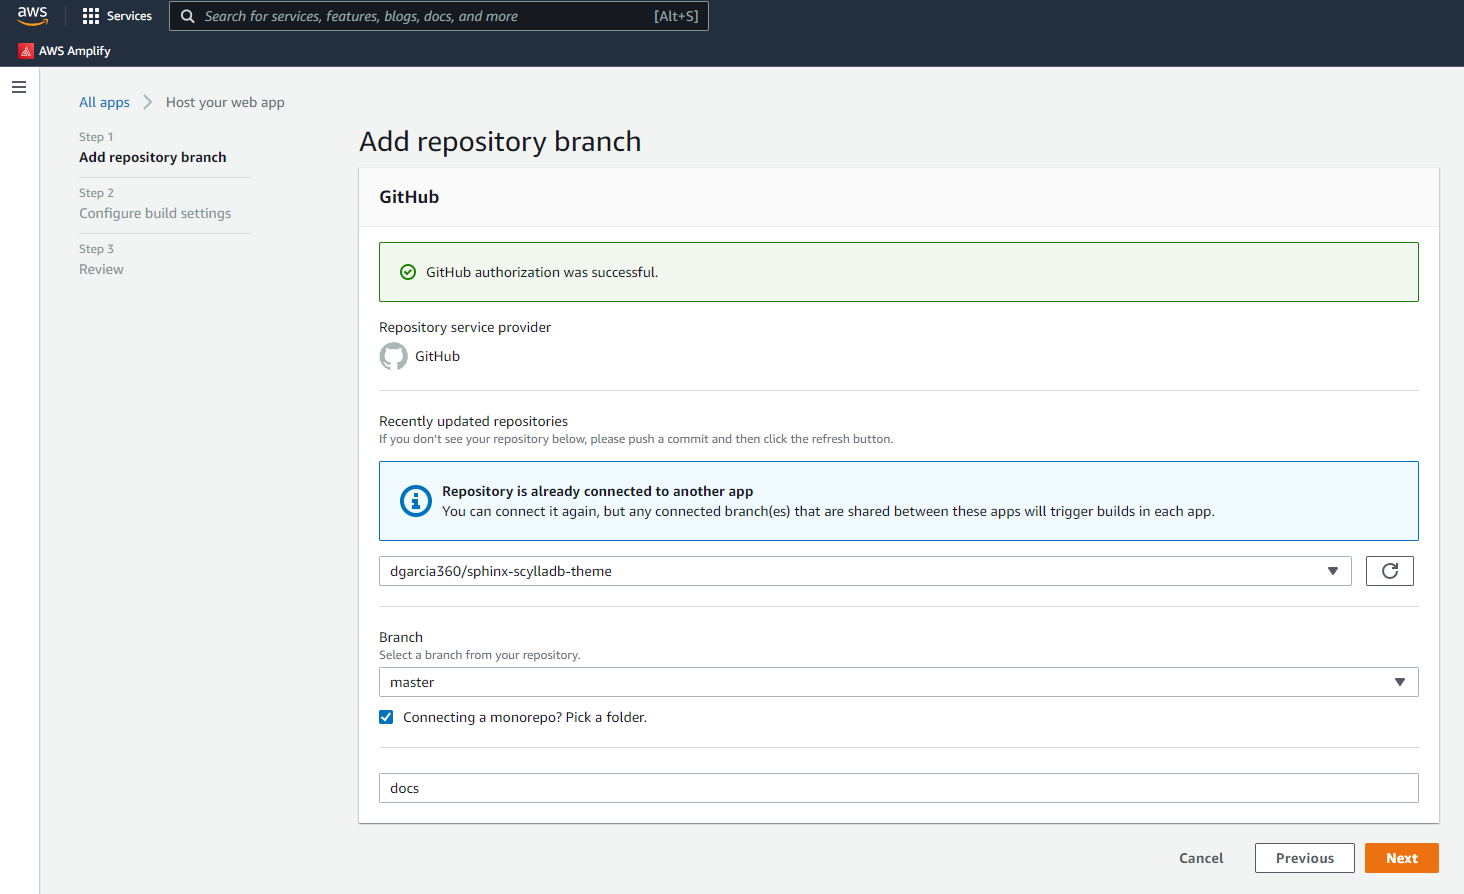 aws
Services
Search for services, features, blogs, docs, and more
[Alt+S]
AWS Amplify
All apps
Host your web app
Step 1
Add repository branch
Step 2
Configure build settings
Step 3
Review
Add repository branch
GitHub
GitHub authorization was successful.
Repository service provider
GitHub
Recently updated repositories
If you don't see your repository below, please push a commit and then click the refresh button.
Repository is already connected to another app
You can connect it again, but any connected branch(es) that are shared between these apps will trigger builds in each app.
dgarcia360/sphinx-scylladb-theme
Branch
Select a branch from your repository.
master
Connecting a monorepo? Pick a folder.
docs
Cancel
Previous
Next